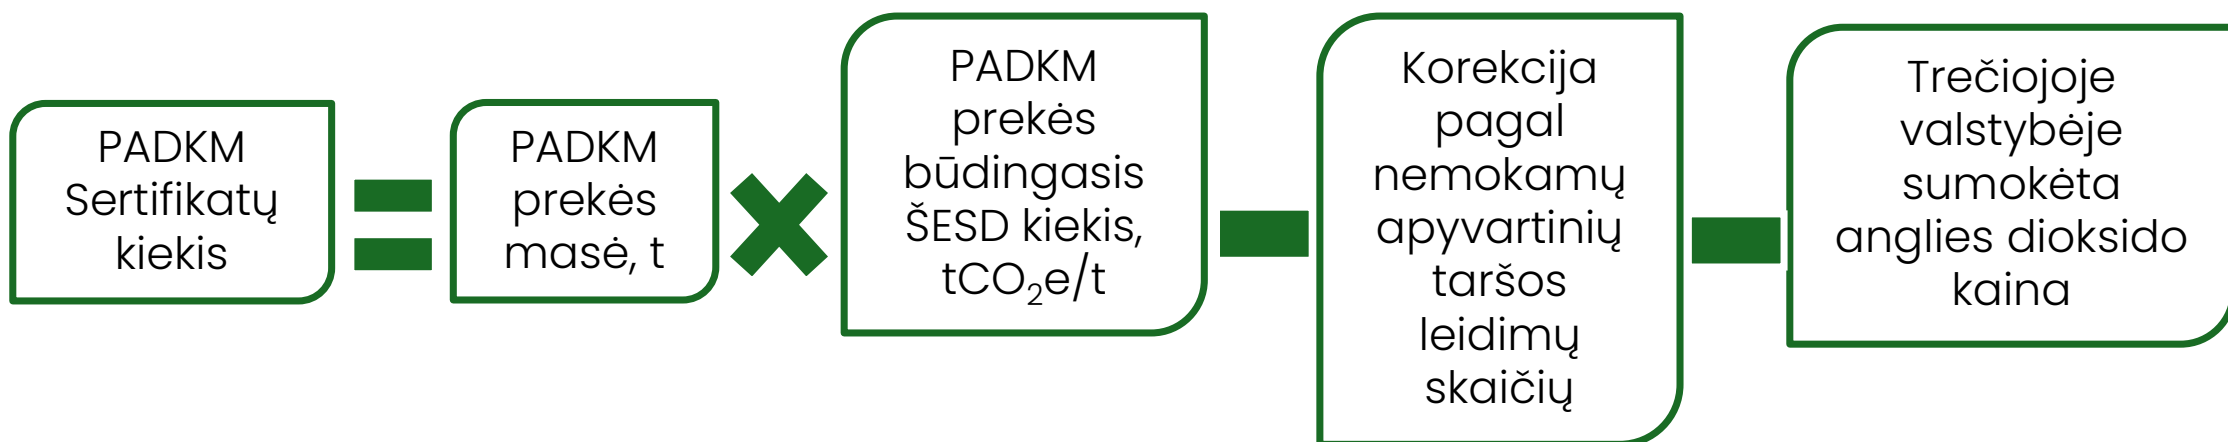 PADKM
Sertifikatų
kiekis
PADKM
prekės
masė, t
PADKM
prekės
būdingasis
ŠESD kiekis,
tCO₂e/t
Korekcija
pagal
nemokamų
apyvartinių
taršos
leidimų
skaičių
Trečiojoje
valstybėje
sumokėta
anglies dioksido
kaina